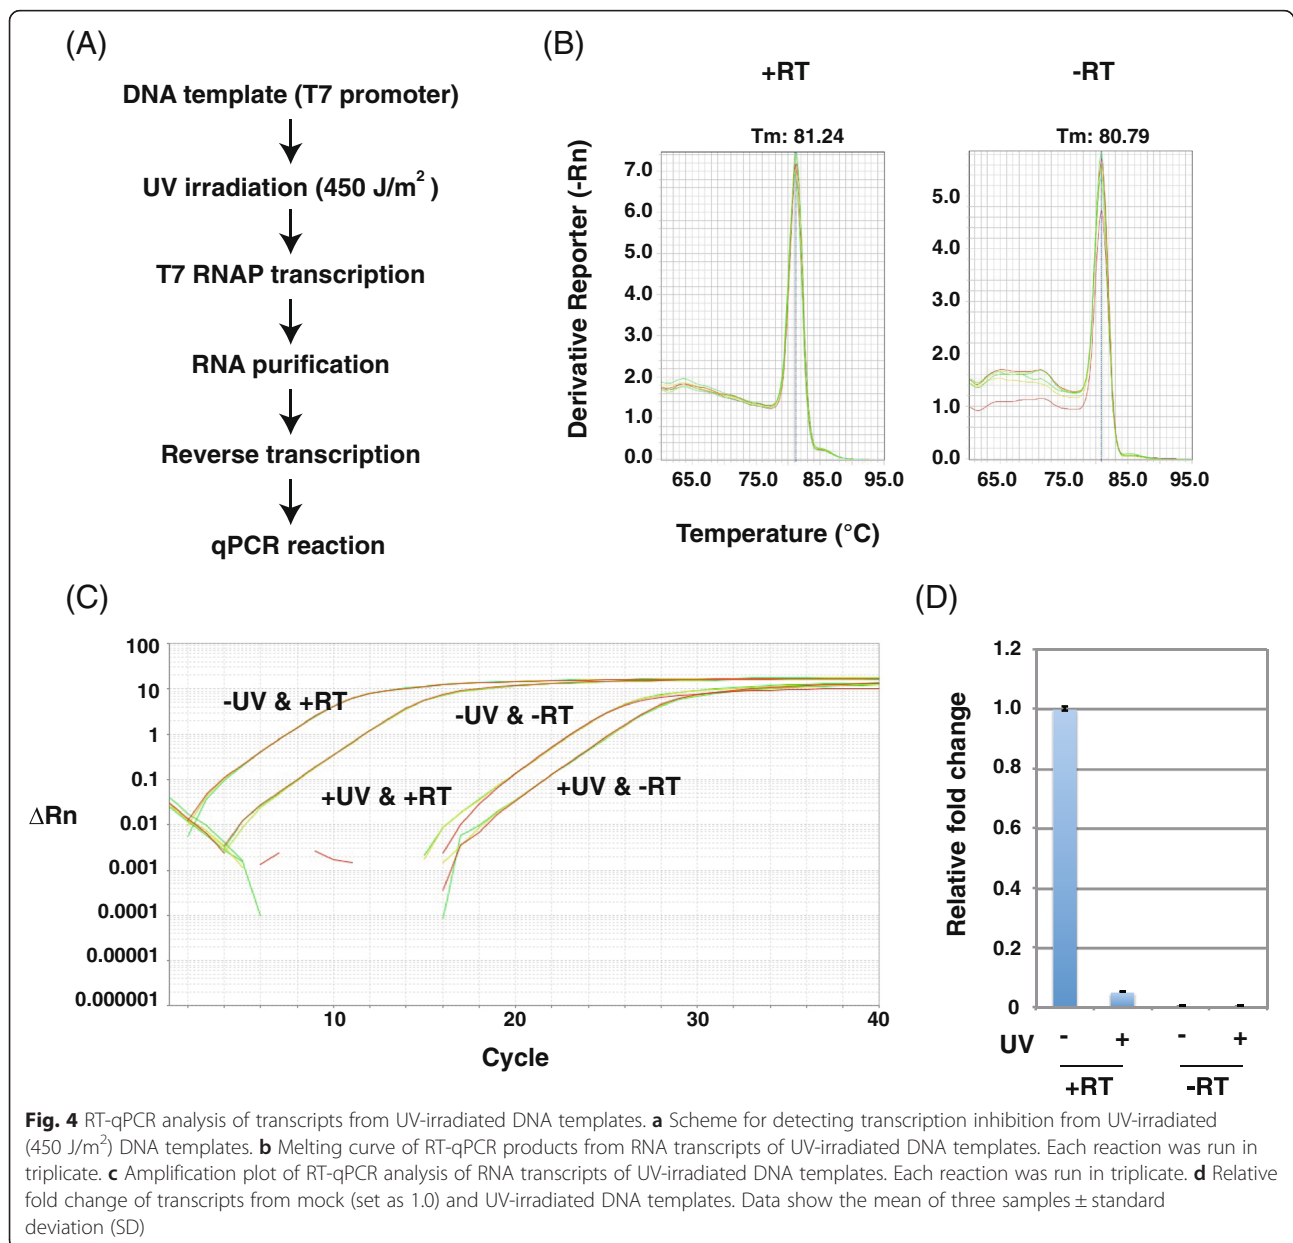 (A)
DNA template (T7 promoter)
UV irradiation (450 J/m²)
T7 RNAP transcription
RNA purification
Reverse transcription
qPCR reaction
(B)
+RT
-RT
Tm: 81.24
Tm: 80.79
Derivative Reporter (-Rn)
7.0
6.0
5.0
4.0
3.0
2.0
1.0
0.0
65.0 75.0 85.0 95.0
5.0
4.0
3.0
2.0
1.0
0.0
65.0 75.0 85.0 95.0
Temperature (°C)
(C)
ΔRn
100
10
1
0.1
0.01
0.001
0.0001
0.00001
0.000001
-UV & +RT
-UV & -RT
+UV & +RT
+UV & -RT
10 20 30 40
Cycle
(D)
Relative fold change
1.2
1.0
0.8
0.6
0.4
0.2
0
UV - + - +
+RT -RT
Fig. 4 RT-qPCR analysis of transcripts from UV-irradiated DNA templates. a Scheme for detecting transcription inhibition from UV-irradiated
(450 J/m²) DNA templates. b Melting curve of RT-qPCR products from RNA transcripts of UV-irradiated DNA templates. Each reaction was run in
triplicate. c Amplification plot of RT-qPCR analysis of RNA transcripts of UV-irradiated DNA templates. Each reaction was run in triplicate. d Relative
fold change of transcripts from mock (set as 1.0) and UV-irradiated DNA templates. Data show the mean of three samples ± standard
deviation (SD)